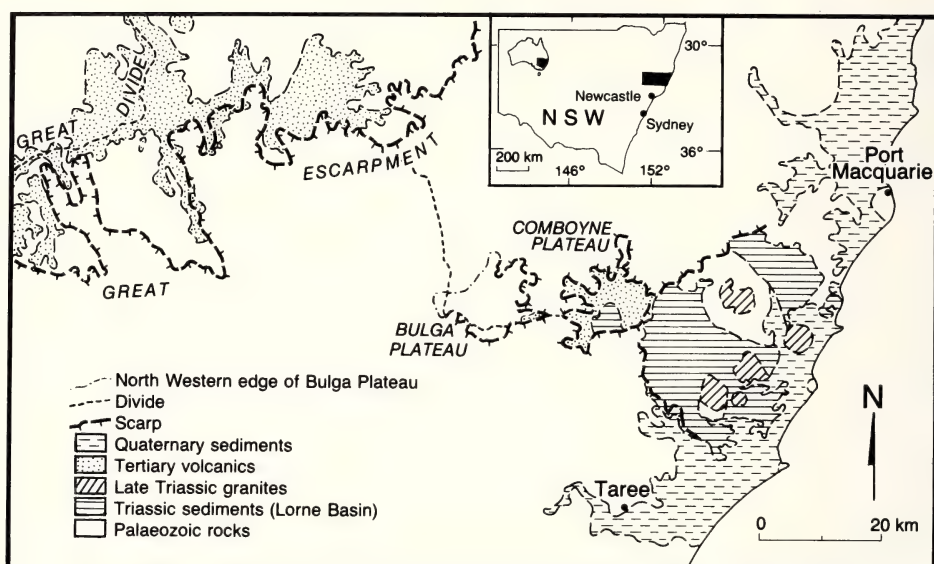 GREAT
DIVIDE
ESCARPMENT
GREAT
30°
Newcastle
NSW
Sydney
36°
200 km
146°
152°
Port
Macquarie
COMBOYNE
PLATEAU
BULGA
PLATEAU
Taree
N
0 20 km
North Western edge of Bulga Plateau
Divide
Scarp
Quaternary sediments
Tertiary volcanics
Late Triassic granites
Triassic sediments (Lorne Basin)
Palaeozoic rocks